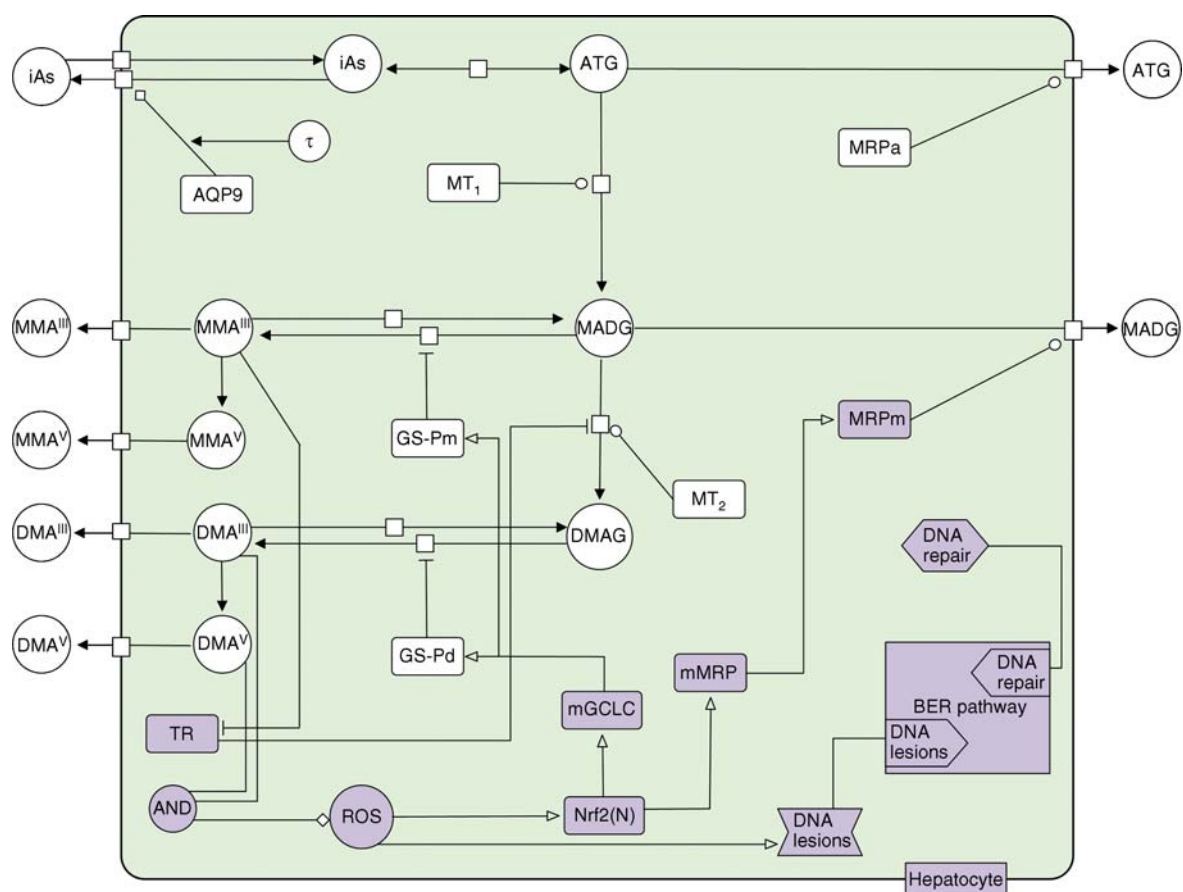 iAs
iAs
ATG
ATG
τ
MRPa
AQP9
MT1
MMAIII
MMAIII
MADG
MADG
MRPm
MMAV
MMAV
GS-Pm
MT2
DMAIII
DMAIII
DMAG
DNA
repair
DMAV
DMAV
GS-Pd
mMRP
DNA
repair
BER pathway
mGCLC
TR
DNA
lesions
AND
ROS
Nrf2(N)
DNA
lesions
Hepatocyte